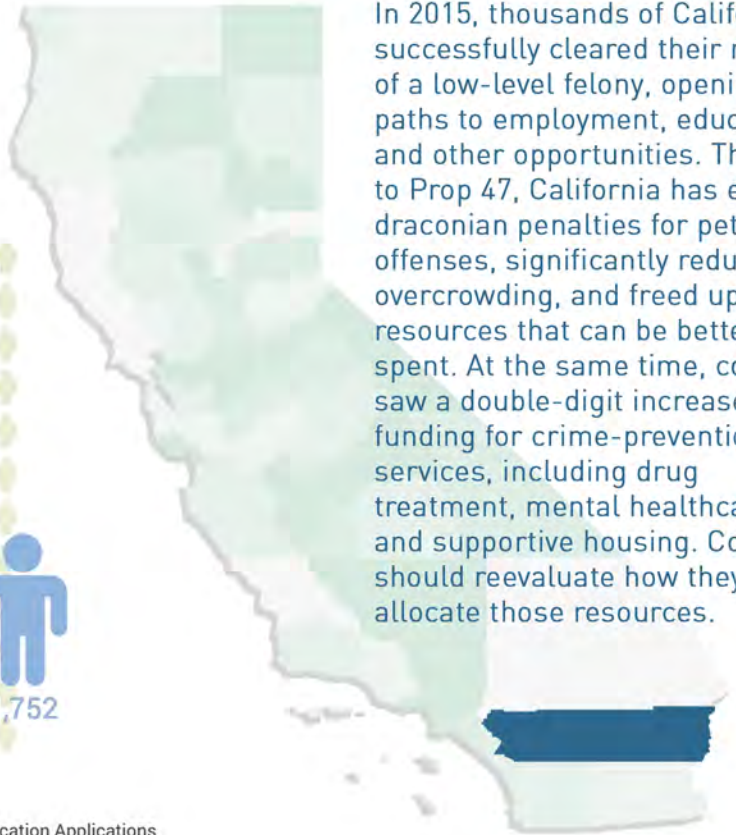 In 2015, thousands of Calif
successfully cleared their
of a low-level felony, openi
paths to employment, educ
and other opportunities. Th
to Prop 47, California has e
draconian penalties for pet
offenses, significantly redu
overcrowding, and freed up
resources that can be bette
spent. At the same time, co
saw a double-digit increase
funding for crime-preventi
services, including drug
treatment, mental healthca
and supportive housing. Co
should reevaluate how they
allocate those resources.
,752
cation Applications